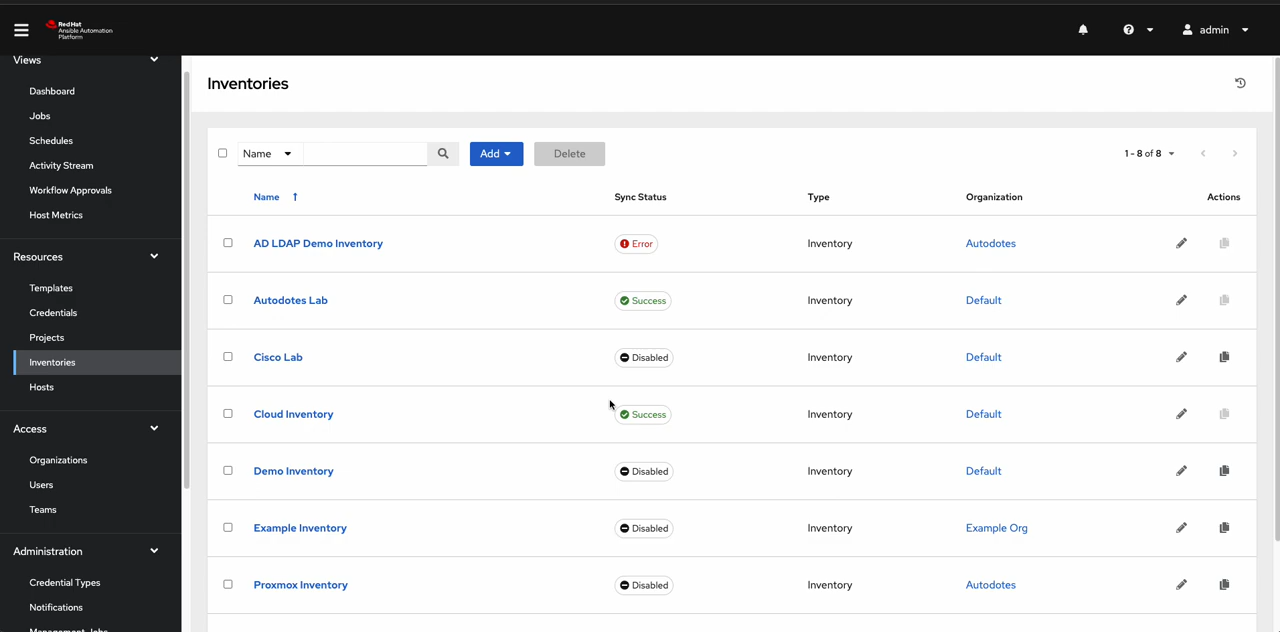 Red Hat
Ansible Automation
Platform
admin
Views
Dashboard
Jobs
Schedules
Activity Stream
Workflow Approvals
Host Metrics
Resources
Templates
Credentials
Projects
Inventories
Hosts
Access
Organizations
Users
Teams
Administration
Credential Types
Notifications
Management Jobs
Inventories
Name Add Delete 1 - 8 of 8
Name Sync Status Type Organization Actions
AD LDAP Demo Inventory Error Inventory Autodotes
Autodotes Lab Success Inventory Default
Cisco Lab Disabled Inventory Default
Cloud Inventory Success Inventory Default
Demo Inventory Disabled Inventory Default
Example Inventory Disabled Inventory Example Org
Proxmox Inventory Disabled Inventory Autodotes